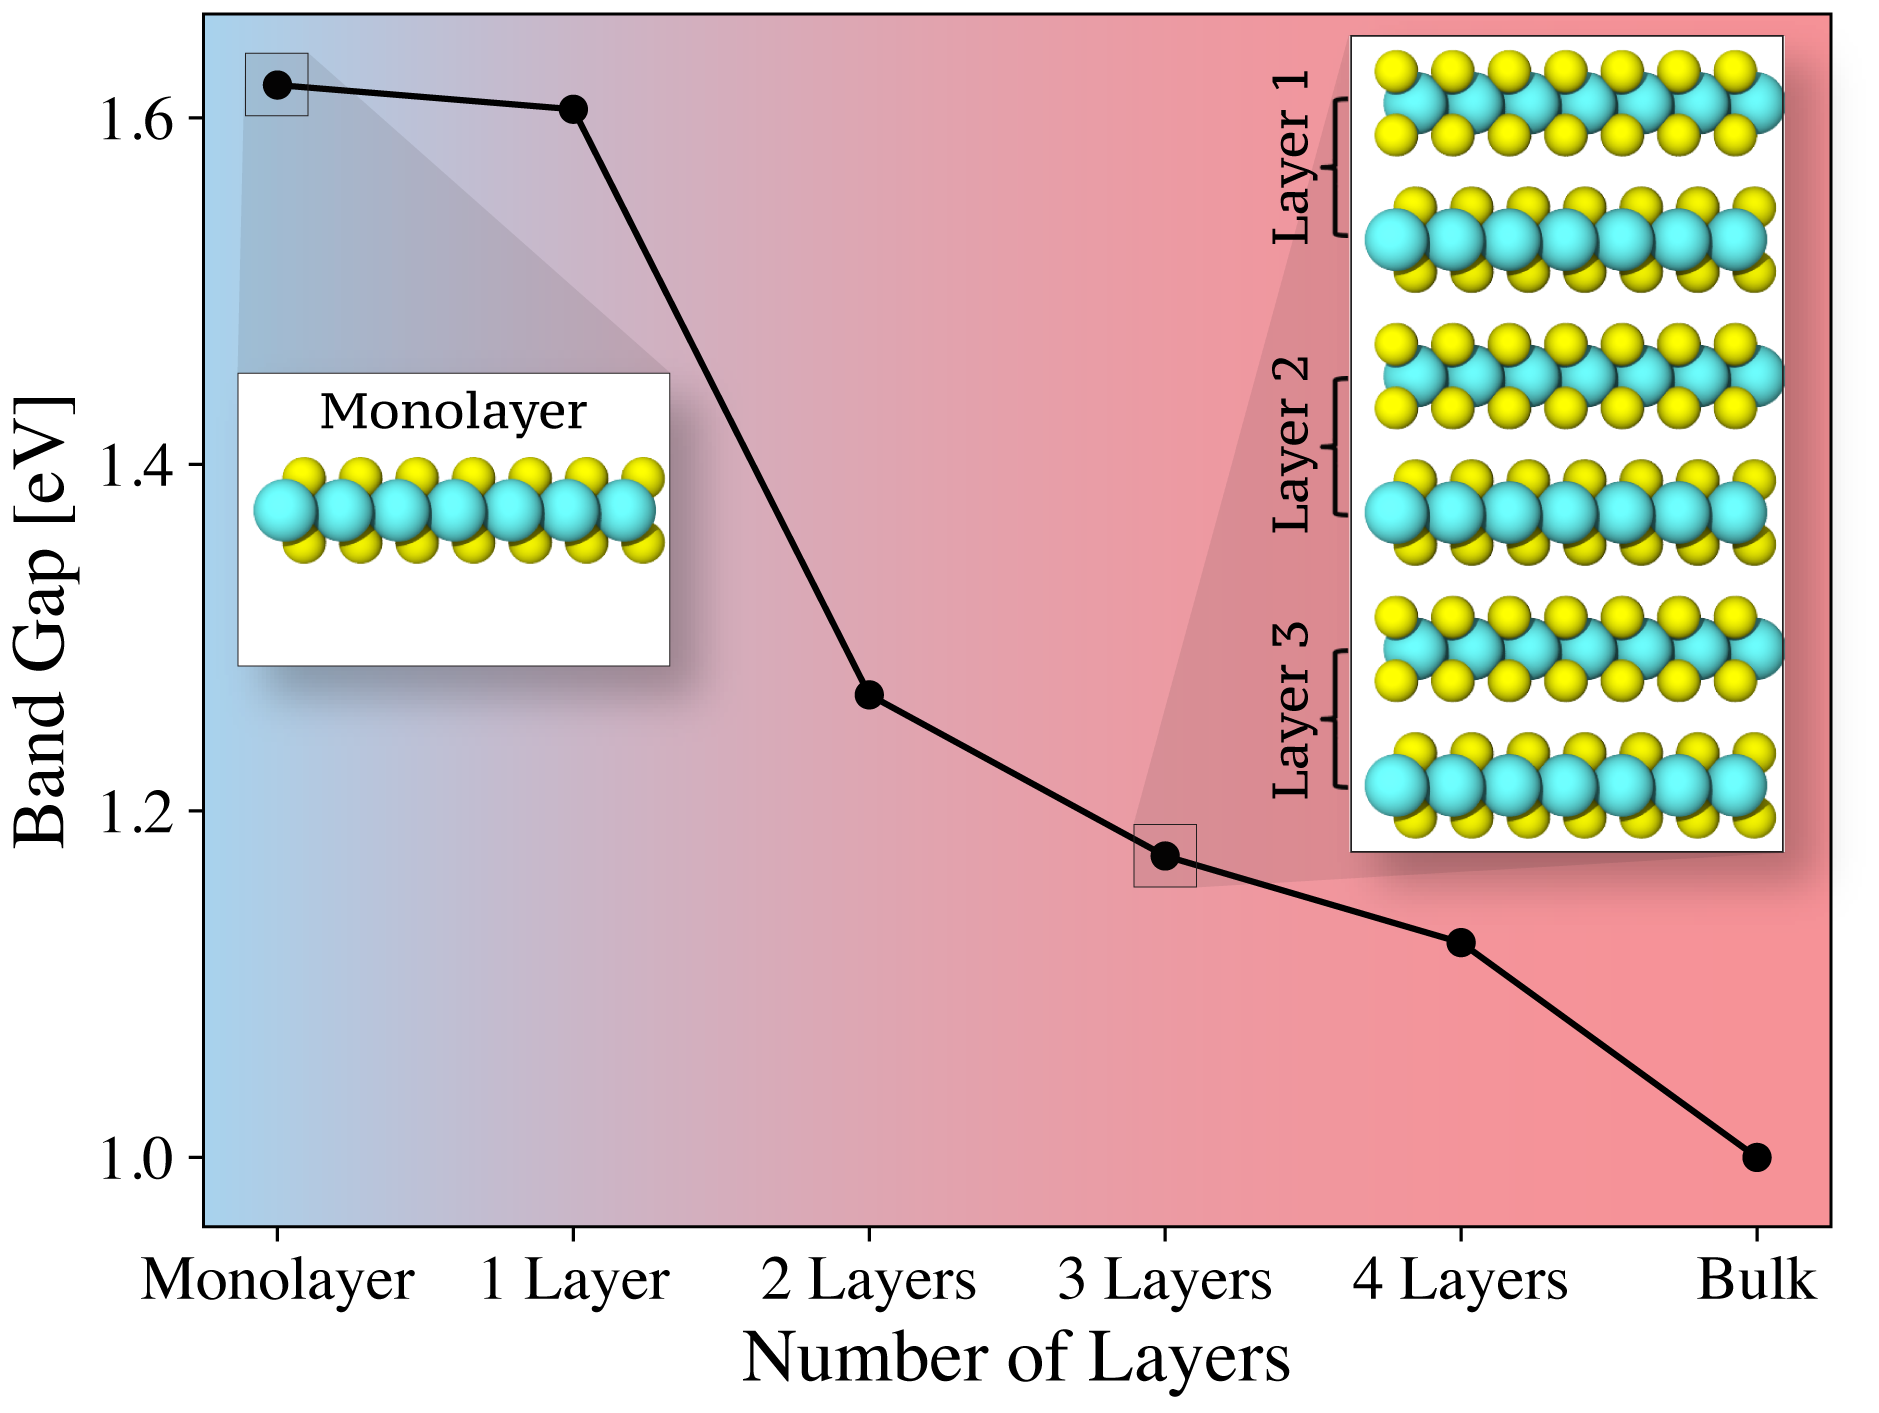 Band Gap [eV]
1.6
1.4
1.2
1.0
Monolayer
Layer 1
Layer 2
Layer 3
Monolayer
1 Layer
2 Layers
3 Layers
4 Layers
Bulk
Number of Layers